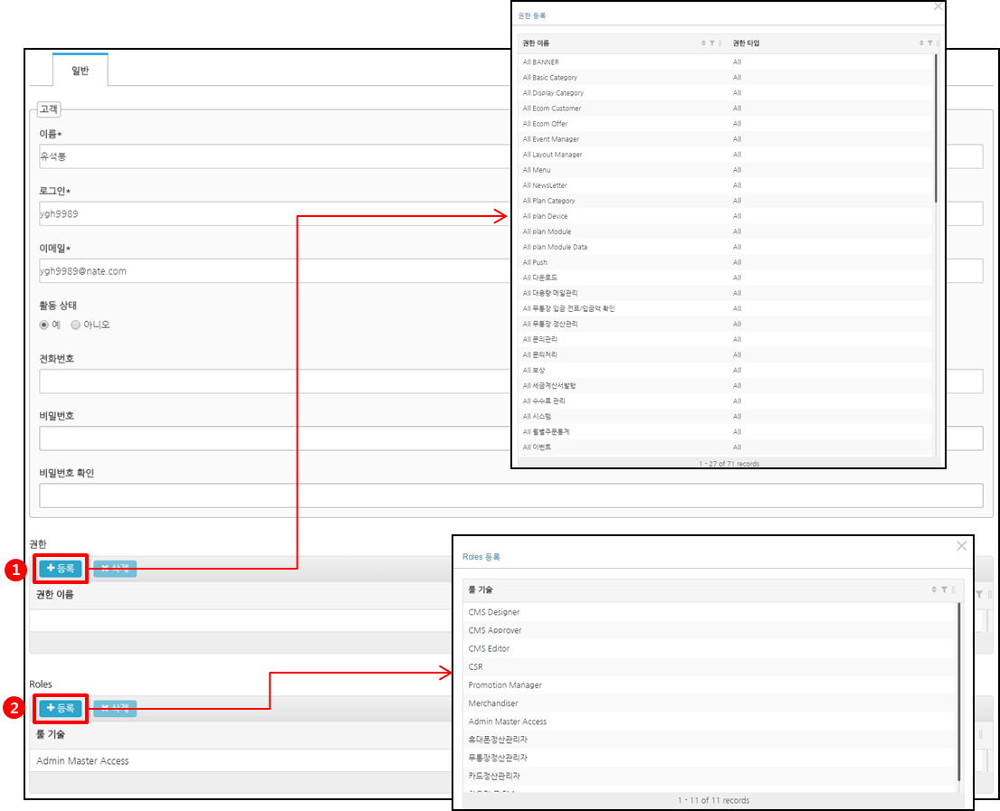 일반
고객
이름*
유석봉
로그인*
ygh9989
이메일*
ygh9989@nate.com
활동 상태
예 아니오
전화번호
비밀번호
비밀번호 확인
권한
1
등록 삭제
권한 이름
Roles
2
등록 삭제
롤 기술
Admin Master Access
권한 등록
권한 이름 권한 타입
All BANNER All
All Basic Category All
All Display Category All
All Ecom Customer All
All Ecom Offer All
All Event Manager All
All Layout Manager All
All Menu All
All NewsLetter All
All Plan Category All
All plan Device All
All plan Module All
All plan Module Data All
All Push All
All 다운로드 All
All 대용량 메일관리 All
All 무통장 입금 전표/입금액 확인 All
All 무통장 정산관리 All
All 문의관리 All
All 문의처리 All
All 보상 All
All 세금계산서발행 All
All 수수료 관리 All
All 시스템 All
All 월별주문통계 All
All 이벤트 All
1 - 27 of 71 records
Roles 등록
롤 기술
CMS Designer
CMS Approver
CMS Editor
CSR
Promotion Manager
Merchandiser
Admin Master Access
휴대폰정산관리자
무통장정산관리자
카드정산관리자
1 - 11 of 11 records